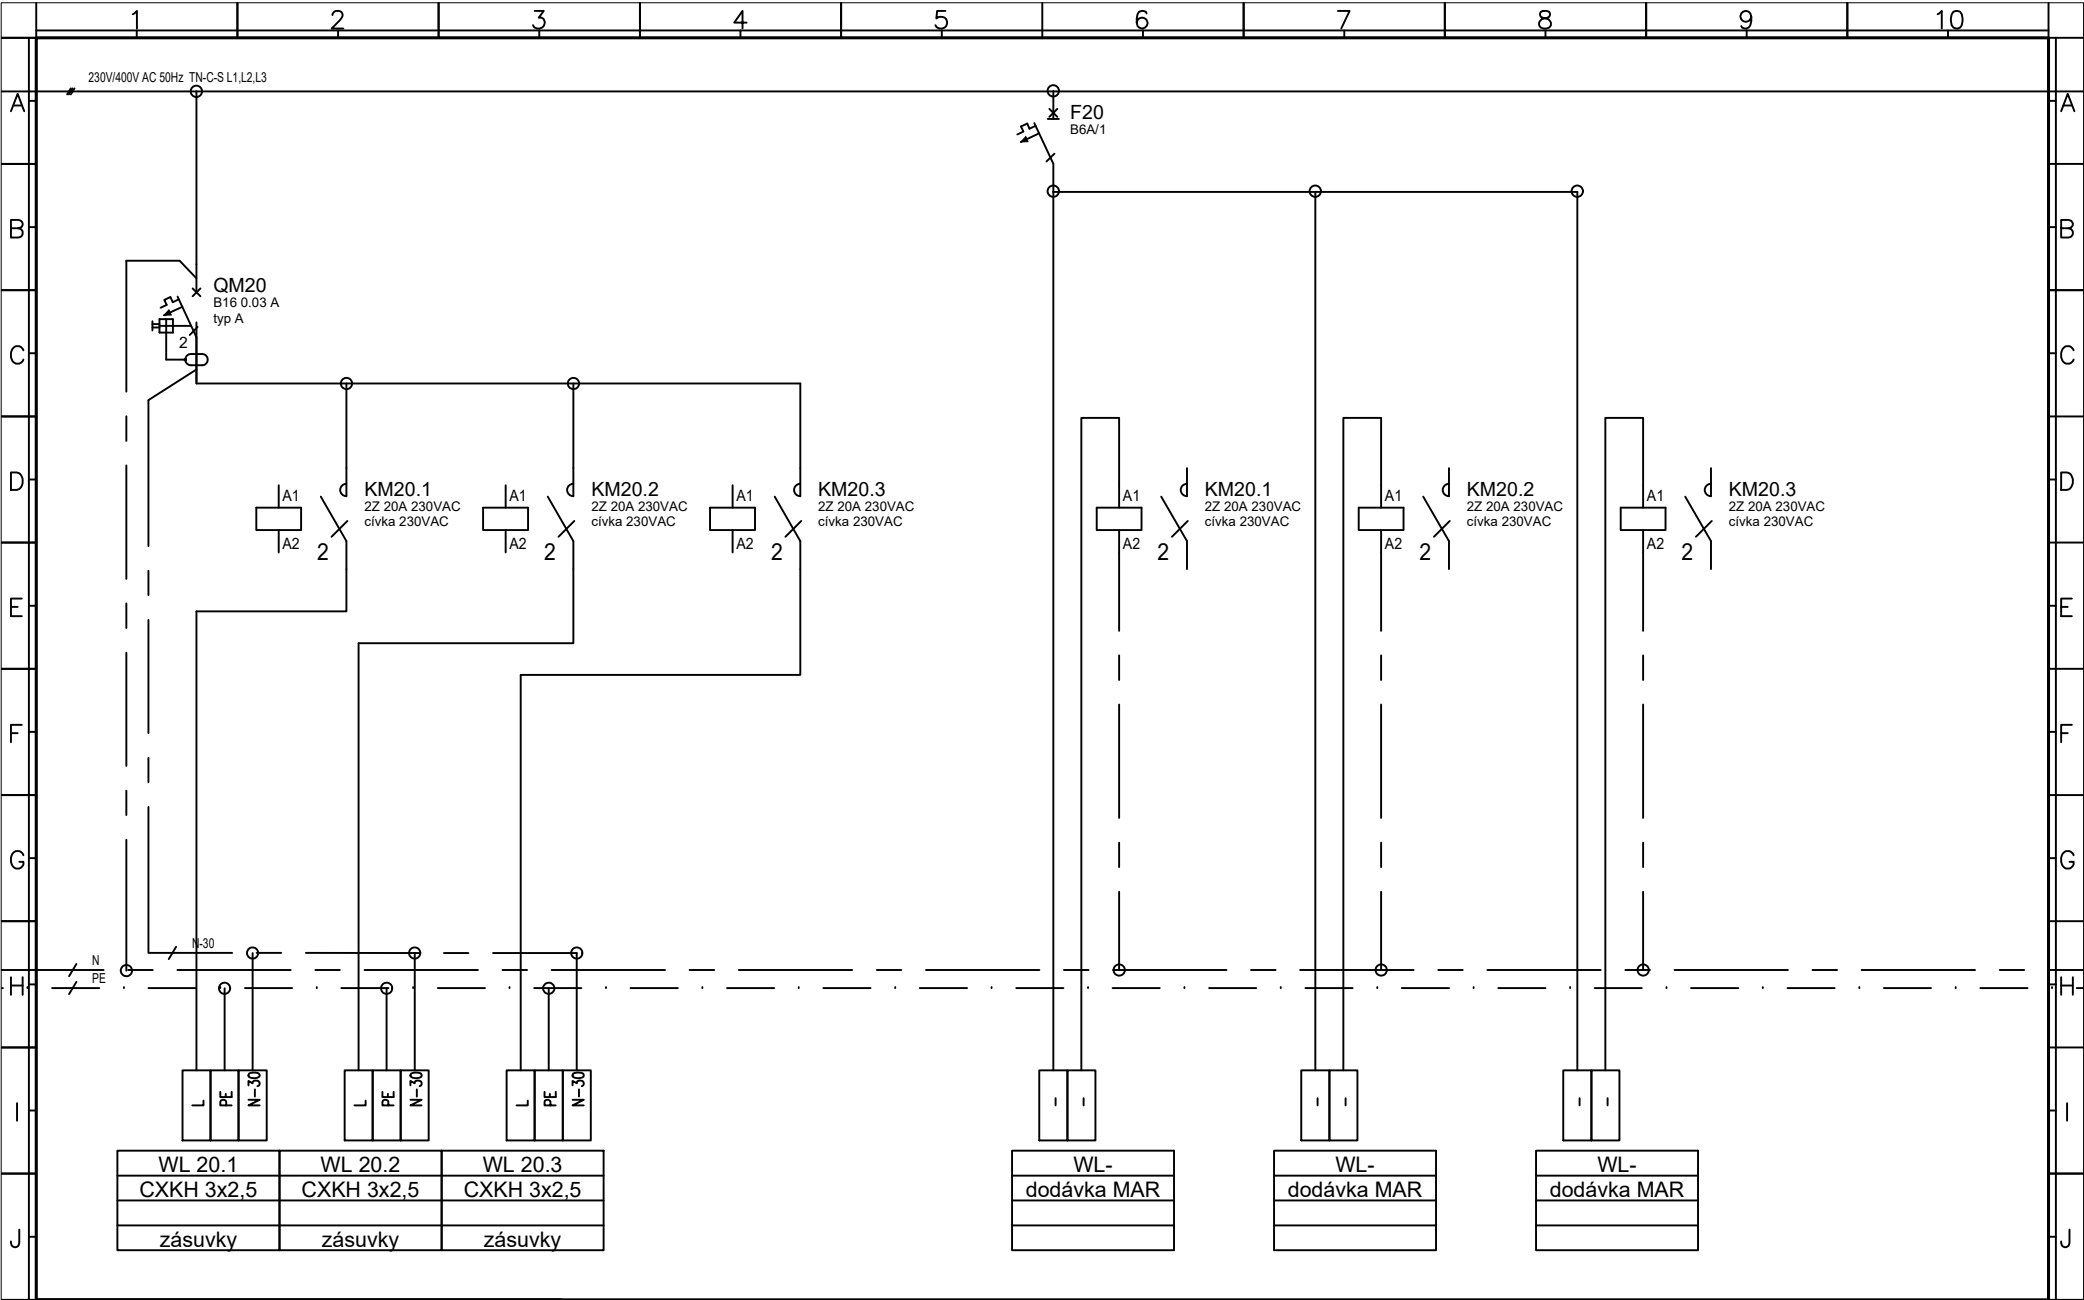 1 2 3 4 5 6 7 8 9 10
230V/400V AC 50Hz TN-C-S L1,L2,L3
A A
F20
B6A/1
B B
QM20
B16 0.03 A
typ A
2
C C
D D
A1 KM20.1 A1 KM20.2 A1 KM20.3 A1 KM20.1 A1 KM20.2 A1 KM20.3
2Z 20A 230VAC 2Z 20A 230VAC 2Z 20A 230VAC 2Z 20A 230VAC 2Z 20A 230VAC 2Z 20A 230VAC
cívka 230VAC cívka 230VAC cívka 230VAC cívka 230VAC cívka 230VAC cívka 230VAC
A2 2 A2 2 A2 2 A2 2 A2 2 A2 2
E E
F F
G G
N-30
N
PE
H H
L PE N-30 L PE N-30 L PE N-30 - - - - - -
I I
WL 20.1 WL 20.2 WL 20.3 WL- WL- WL-
CXKH 3x2,5 CXKH 3x2,5 CXKH 3x2,5 dodávka MAR dodávka MAR dodávka MAR
J zásuvky zásuvky zásuvky J